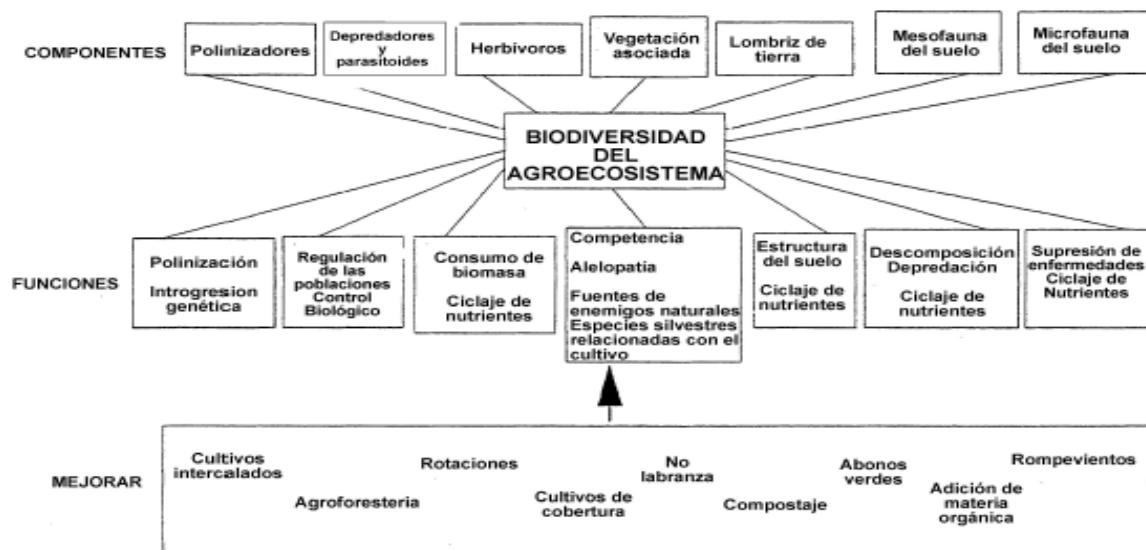 COMPONENTES
Polinizadores
Depredadores
y
parasitoides
Herbívoros
Vegetación
asociada
Lombriz de
tierra
Mesofauna
del suelo
Microfauna
del suelo
BIODIVERSIDAD
DEL
AGROECOSISTEMA
FUNCIONES
Polinización
Introgresion
genética
Regulación
de las
poblaciones
Control
Biológico
Consumo de
biomasa
Ciclaje de
nutrientes
Competencia
Alelopatía
Fuentes de
enemigos naturales
Especies silvestres
relacionadas con el
cultivo
Estructura
del suelo
Ciclaje de
nutrientes
Descomposición
Depredación
Ciclaje de
nutrientes
Supresión de
enfermedades
Ciclaje de
Nutrientes
MEJORAR
Cultivos
intercalados
Agroforesteria
Rotaciones
Cultivos de
cobertura
No
labranza
Compostaje
Abonos
verdes
Adición de
materia
orgánica
Rompevientos